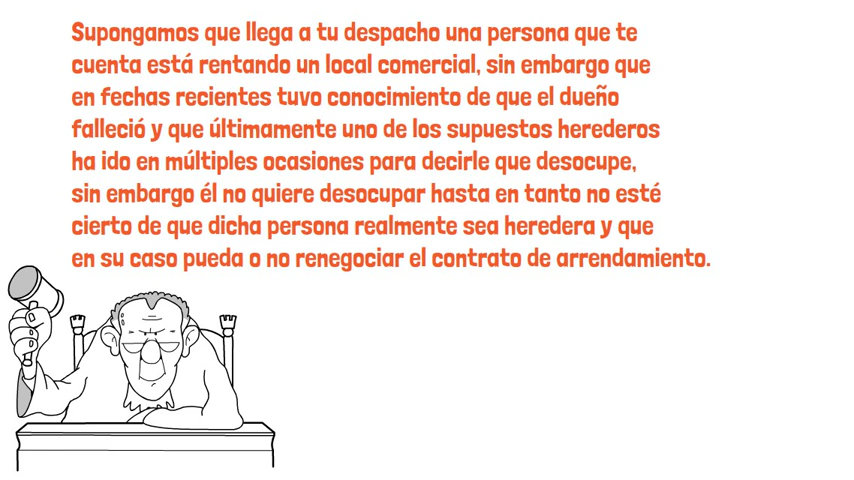 Supongamos que llega a tu despacho una persona que te
cuenta está rentando un local comercial, sin embargo que
en fechas recientes tuvo conocimiento de que el dueño
falleció y que últimamente uno de los supuestos herederos
ha ido en múltiples ocasiones para decirle que desocupe,
sin embargo él no quiere desocupar hasta en tanto no esté
cierto de que dicha persona realmente sea heredera y que
en su caso pueda o no renegociar el contrato de arrendamiento.